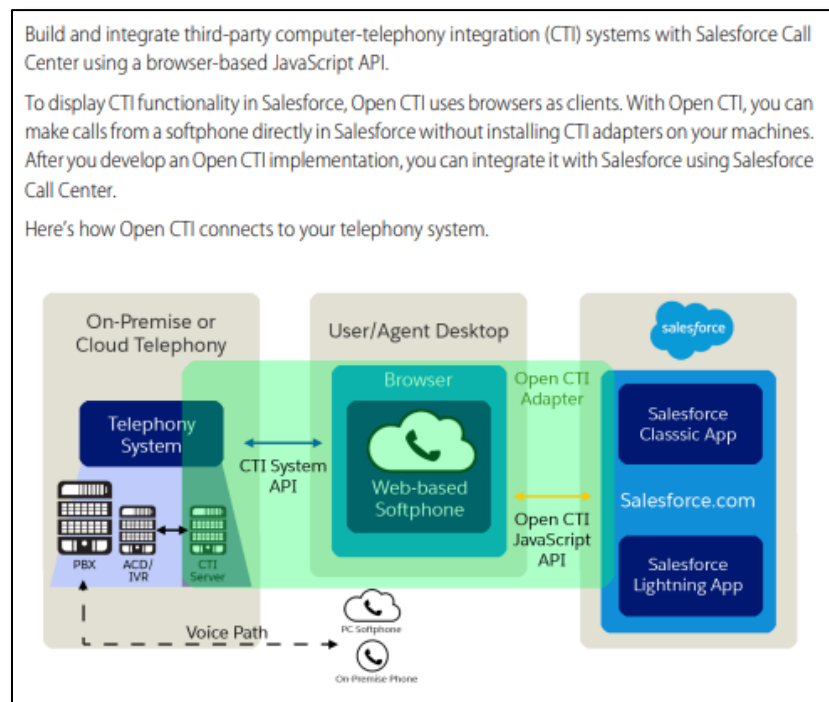 Build and integrate third-party computer-telephony integration (CTI) systems with Salesforce Call
Center using a browser-based JavaScript API.
To display CTI functionality in Salesforce, Open CTI uses browsers as clients. With Open CTI, you can
make calls from a softphone directly in Salesforce without installing CTI adapters on your machines.
After you develop an Open CTI implementation, you can integrate it with Salesforce using Salesforce
Call Center.
Here's how Open CTI connects to your telephony system.
On-Premise or
Cloud Telephony
Telephony
System
PBX
ACD/
IVR
CTI
Server
CTI System
API
User/Agent Desktop
Browser
Web-based
Softphone
Open CTI
Adapter
Open CTI
JavaScript
API
salesforce
Salesforce
Classsic App
Salesforce.com
Salesforce
Lightning App
Voice Path
PC Softphone
On-Premise Phone